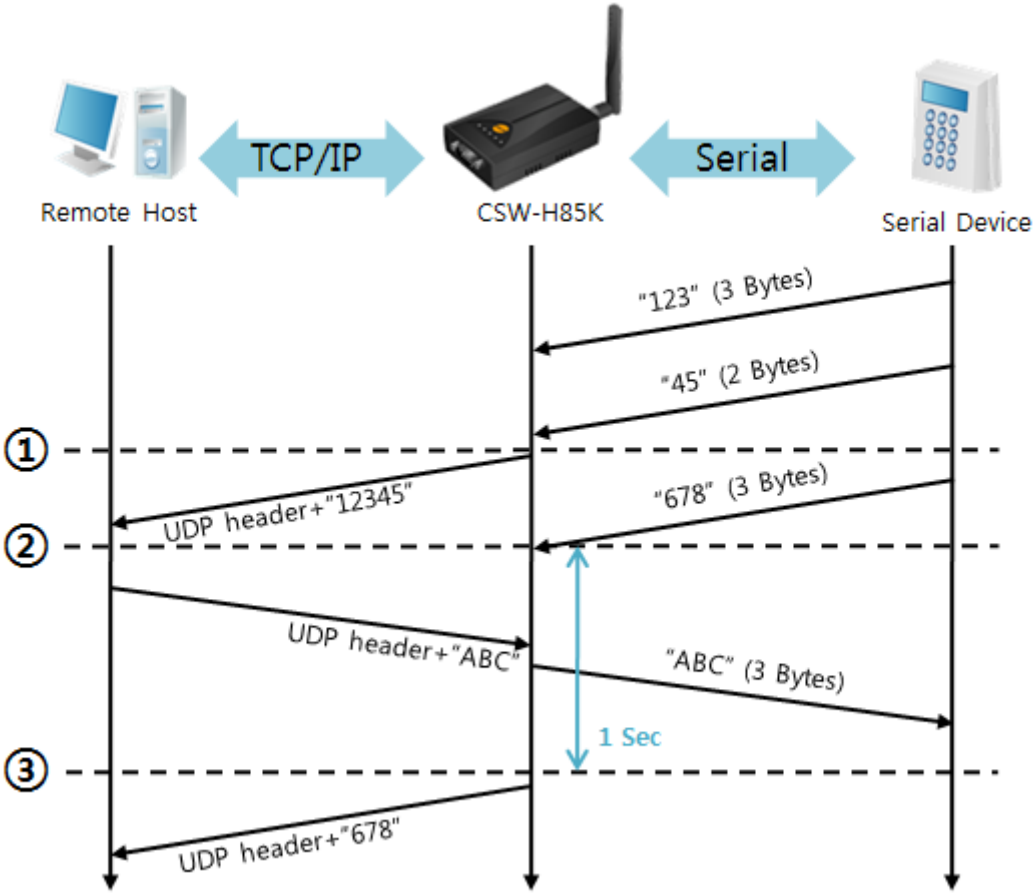 TCP/IP
Serial
Remote Host
CSW-H85K
Serial Device
"123" (3 Bytes)
"45" (2 Bytes)
①
UDP header+"12345"
"678" (3 Bytes)
②
UDP header+"ABC"
"ABC" (3 Bytes)
1 Sec
③
UDP header+"678"